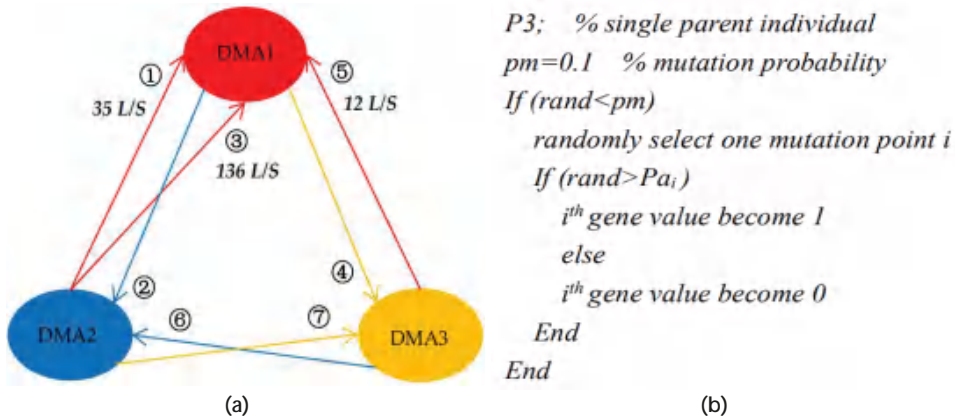 DMA1
①
⑤
35 L/S
12 L/S
③
136 L/S
②
④
⑥
⑦
DMA2
DMA3
(a)
P3; % single parent individual
pm=0.1 % mutation probability
If (rand<pm)
randomly select one mutation point i
If (rand>Paᵢ)
iᵗʰ gene value become 1
else
iᵗʰ gene value become 0
End
End
(b)